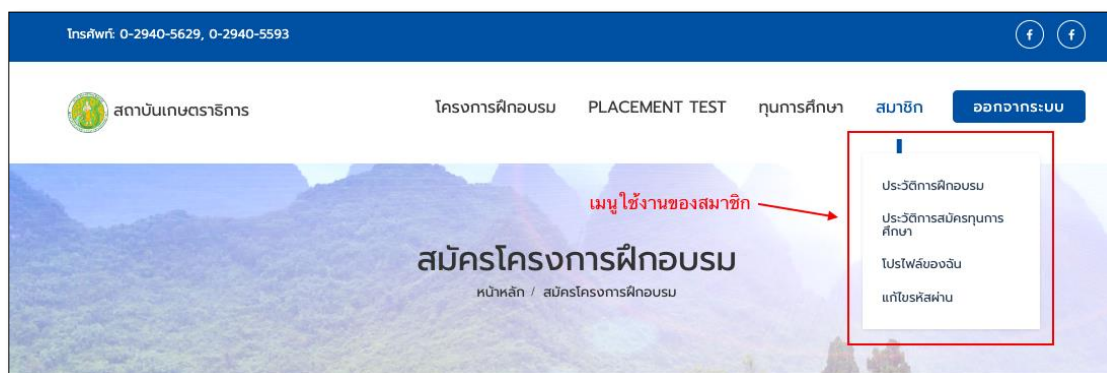 โทรศัพท์: 0-2940-5629, 0-2940-5593
สถาบันเกษตราธิการ
โครงการฝึกอบรม PLACEMENT TEST ทุนการศึกษา สมาชิก ออกจากระบบ
ประวัติการฝึกอบรม
ประวัติการสมัครทุนการ
ศึกษา
โปรไฟล์ของฉัน
แก้ไขรหัสผ่าน
เมนูใช้งานของสมาชิก
สมัครโครงการฝึกอบรม
หน้าหลัก / สมัครโครงการฝึกอบรม